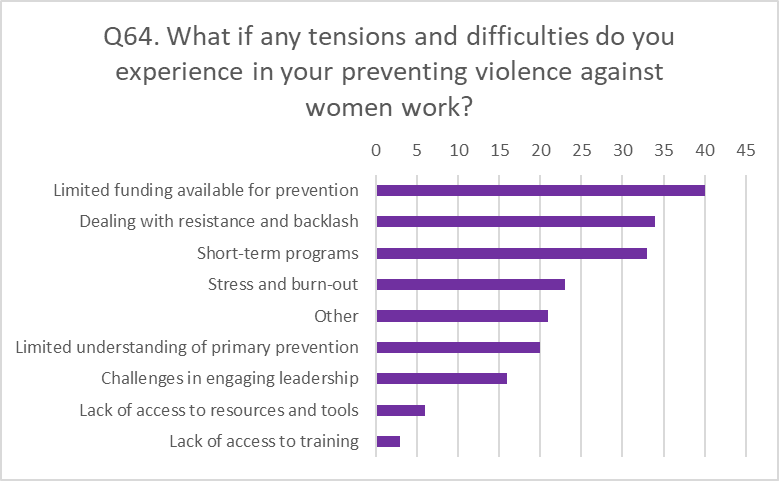 Q64. What if any tensions and difficulties do you
experience in your preventing violence against
women work?
0 5 10 15 20 25 30 35 40 45
Limited funding available for prevention
Dealing with resistance and backlash
Short-term programs
Stress and burn-out
Other
Limited understanding of primary prevention
Challenges in engaging leadership
Lack of access to resources and tools
Lack of access to training